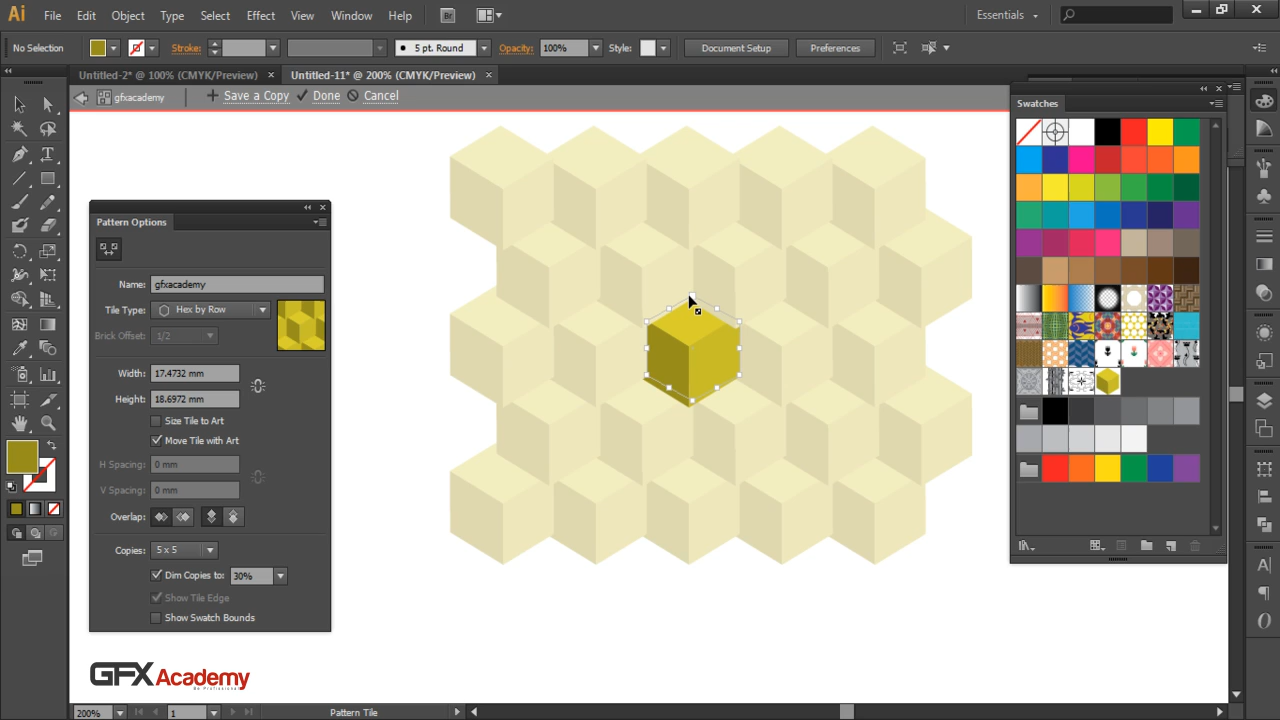 Ai File Edit Object Type Select Effect View Window Help Br Essentials
No Selection Stroke: 5 pt. Round Opacity: 100% Style: Document Setup Preferences
Untitled-2* @ 100% (CMYK/Preview) × Untitled-11* @ 200% (CMYK/Preview) ×
gfxacademy + Save a Copy Done Cancel
Swatches
Pattern Options
Name: gfxacademy
Tile Type: Hex by Row
Brick Offset: 1/2
Width: 17.4732 mm
Height: 18.6972 mm
Size Tile to Art
Move Tile with Art
H Spacing: 0 mm
V Spacing: 0 mm
Overlap:
Copies: 5 x 5
Dim Copies to: 30%
Show Tile Edge
Show Swatch Bounds
GFX Academy
Be Professional
200% 1 Pattern Tile